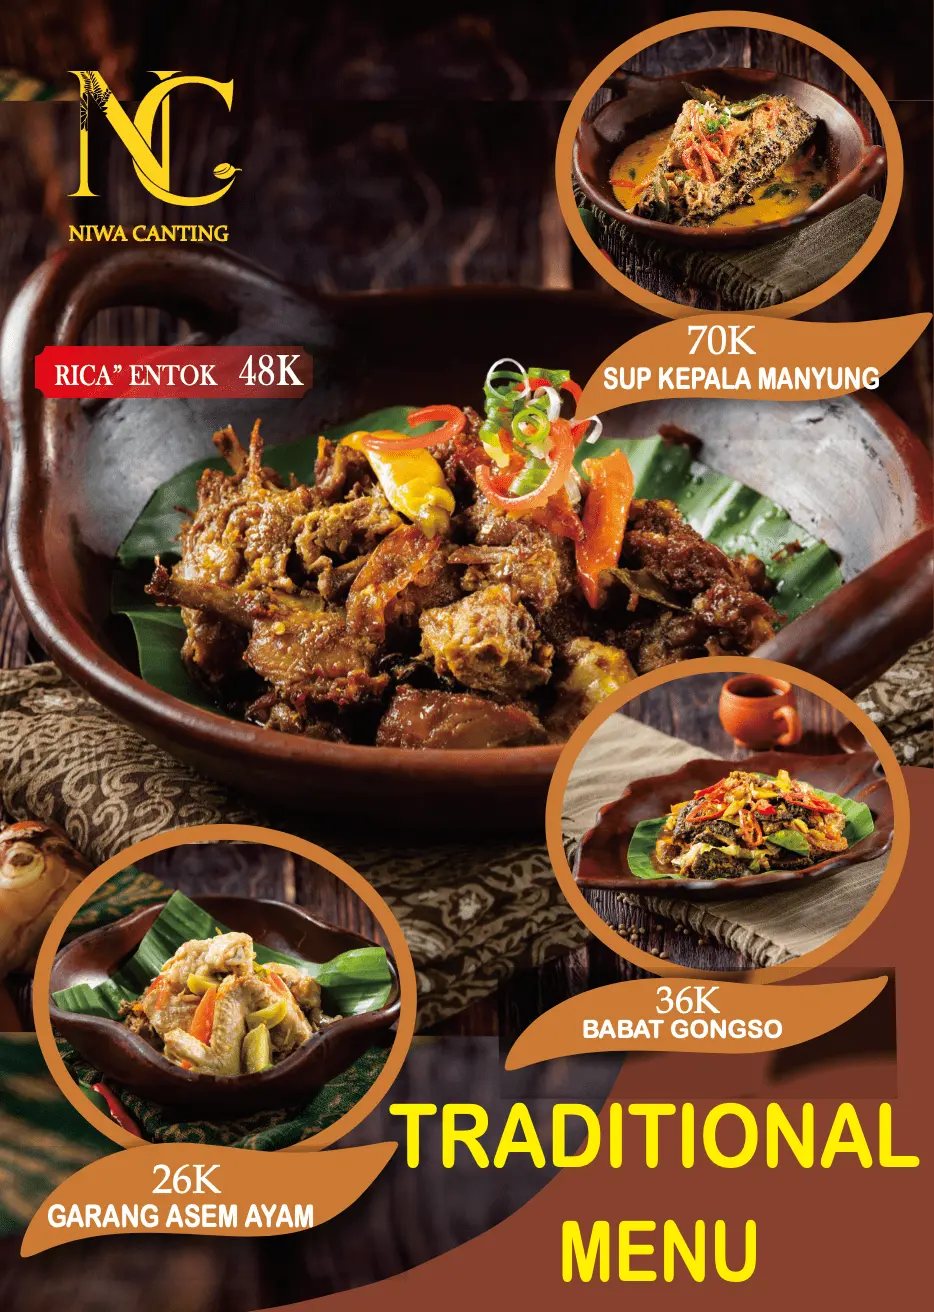 NC
NIWA CANTING
70K
SUP KEPALA MANYUNG
RICA” ENTOK 48K
36K
BABAT GONGSO
26K
GARANG ASEM AYAM
TRADITIONAL
MENU